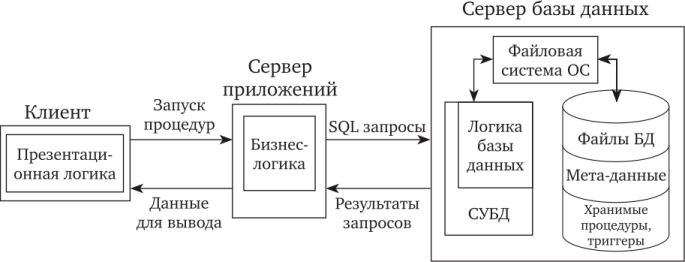 Сервер базы данных
Файловая
система ОС
Сервер
приложений
Клиент
Запуск
процедур
Бизнес-
логика
SQL запросы
Логика
базы
данных
Файлы БД
Презентаци-
онная логика
Мета-данные
Данные
для вывода
Результаты
запросов
СУБД
Хранимые
процедуры,
триггеры